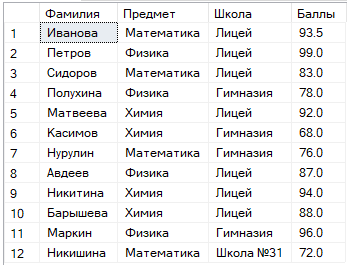 Фамилия Предмет Школа Баллы
1 Иванова Математика Лицей 93.5
2 Петров Физика Лицей 99.0
3 Сидоров Математика Лицей 83.0
4 Полухина Физика Гимназия 78.0
5 Матвеева Химия Лицей 92.0
6 Касимов Химия Гимназия 68.0
7 Нурулин Математика Гимназия 76.0
8 Авдеев Физика Лицей 87.0
9 Никитина Химия Лицей 94.0
10 Барышева Химия Лицей 88.0
11 Маркин Физика Гимназия 96.0
12 Никишина Математика Школа №31 72.0